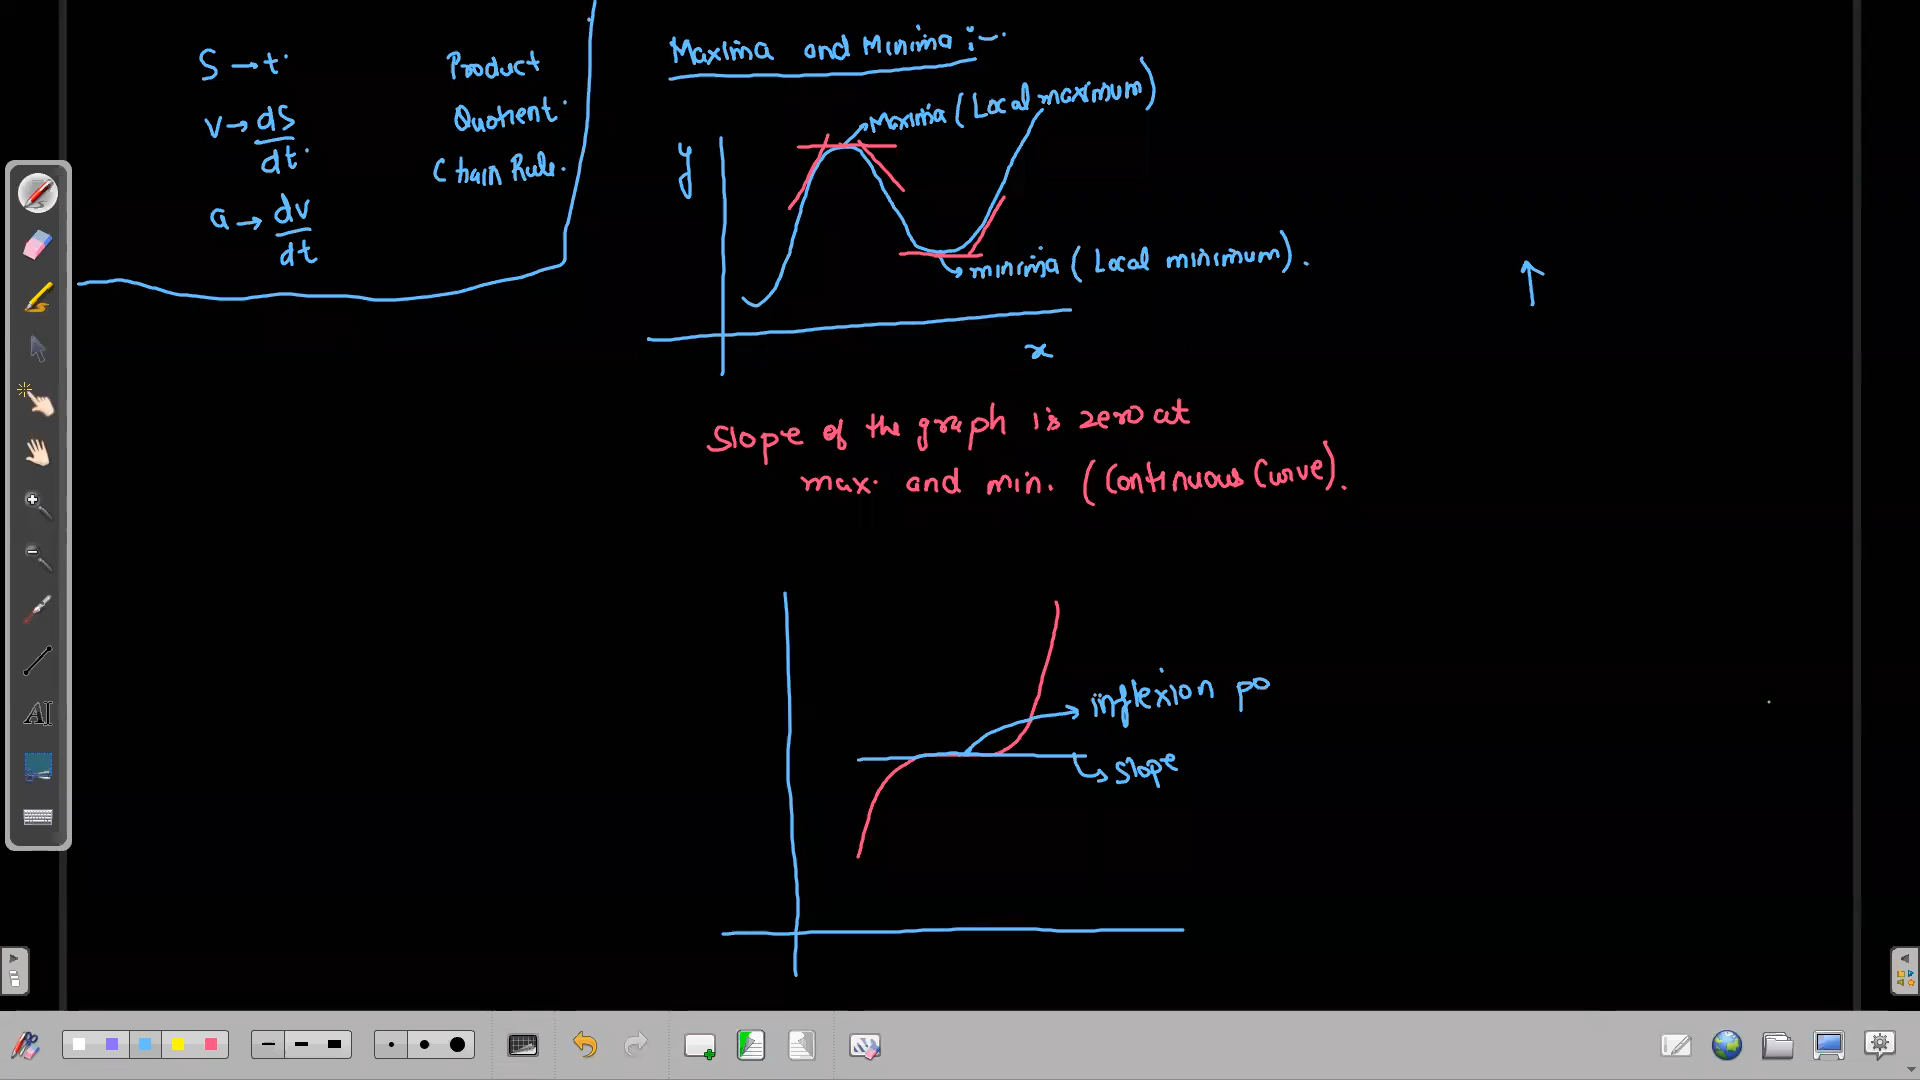 S → t.
v → ds
dt.
a → dv
dt
Product
Quotient.
Chain Rule.
Maxima and Minima :-.
Maxima (Local maximum)
y
minima (Local minimum).
x
Slope of the graph is zero at
max. and min. (Continuous Curve).
inflexion po
slope